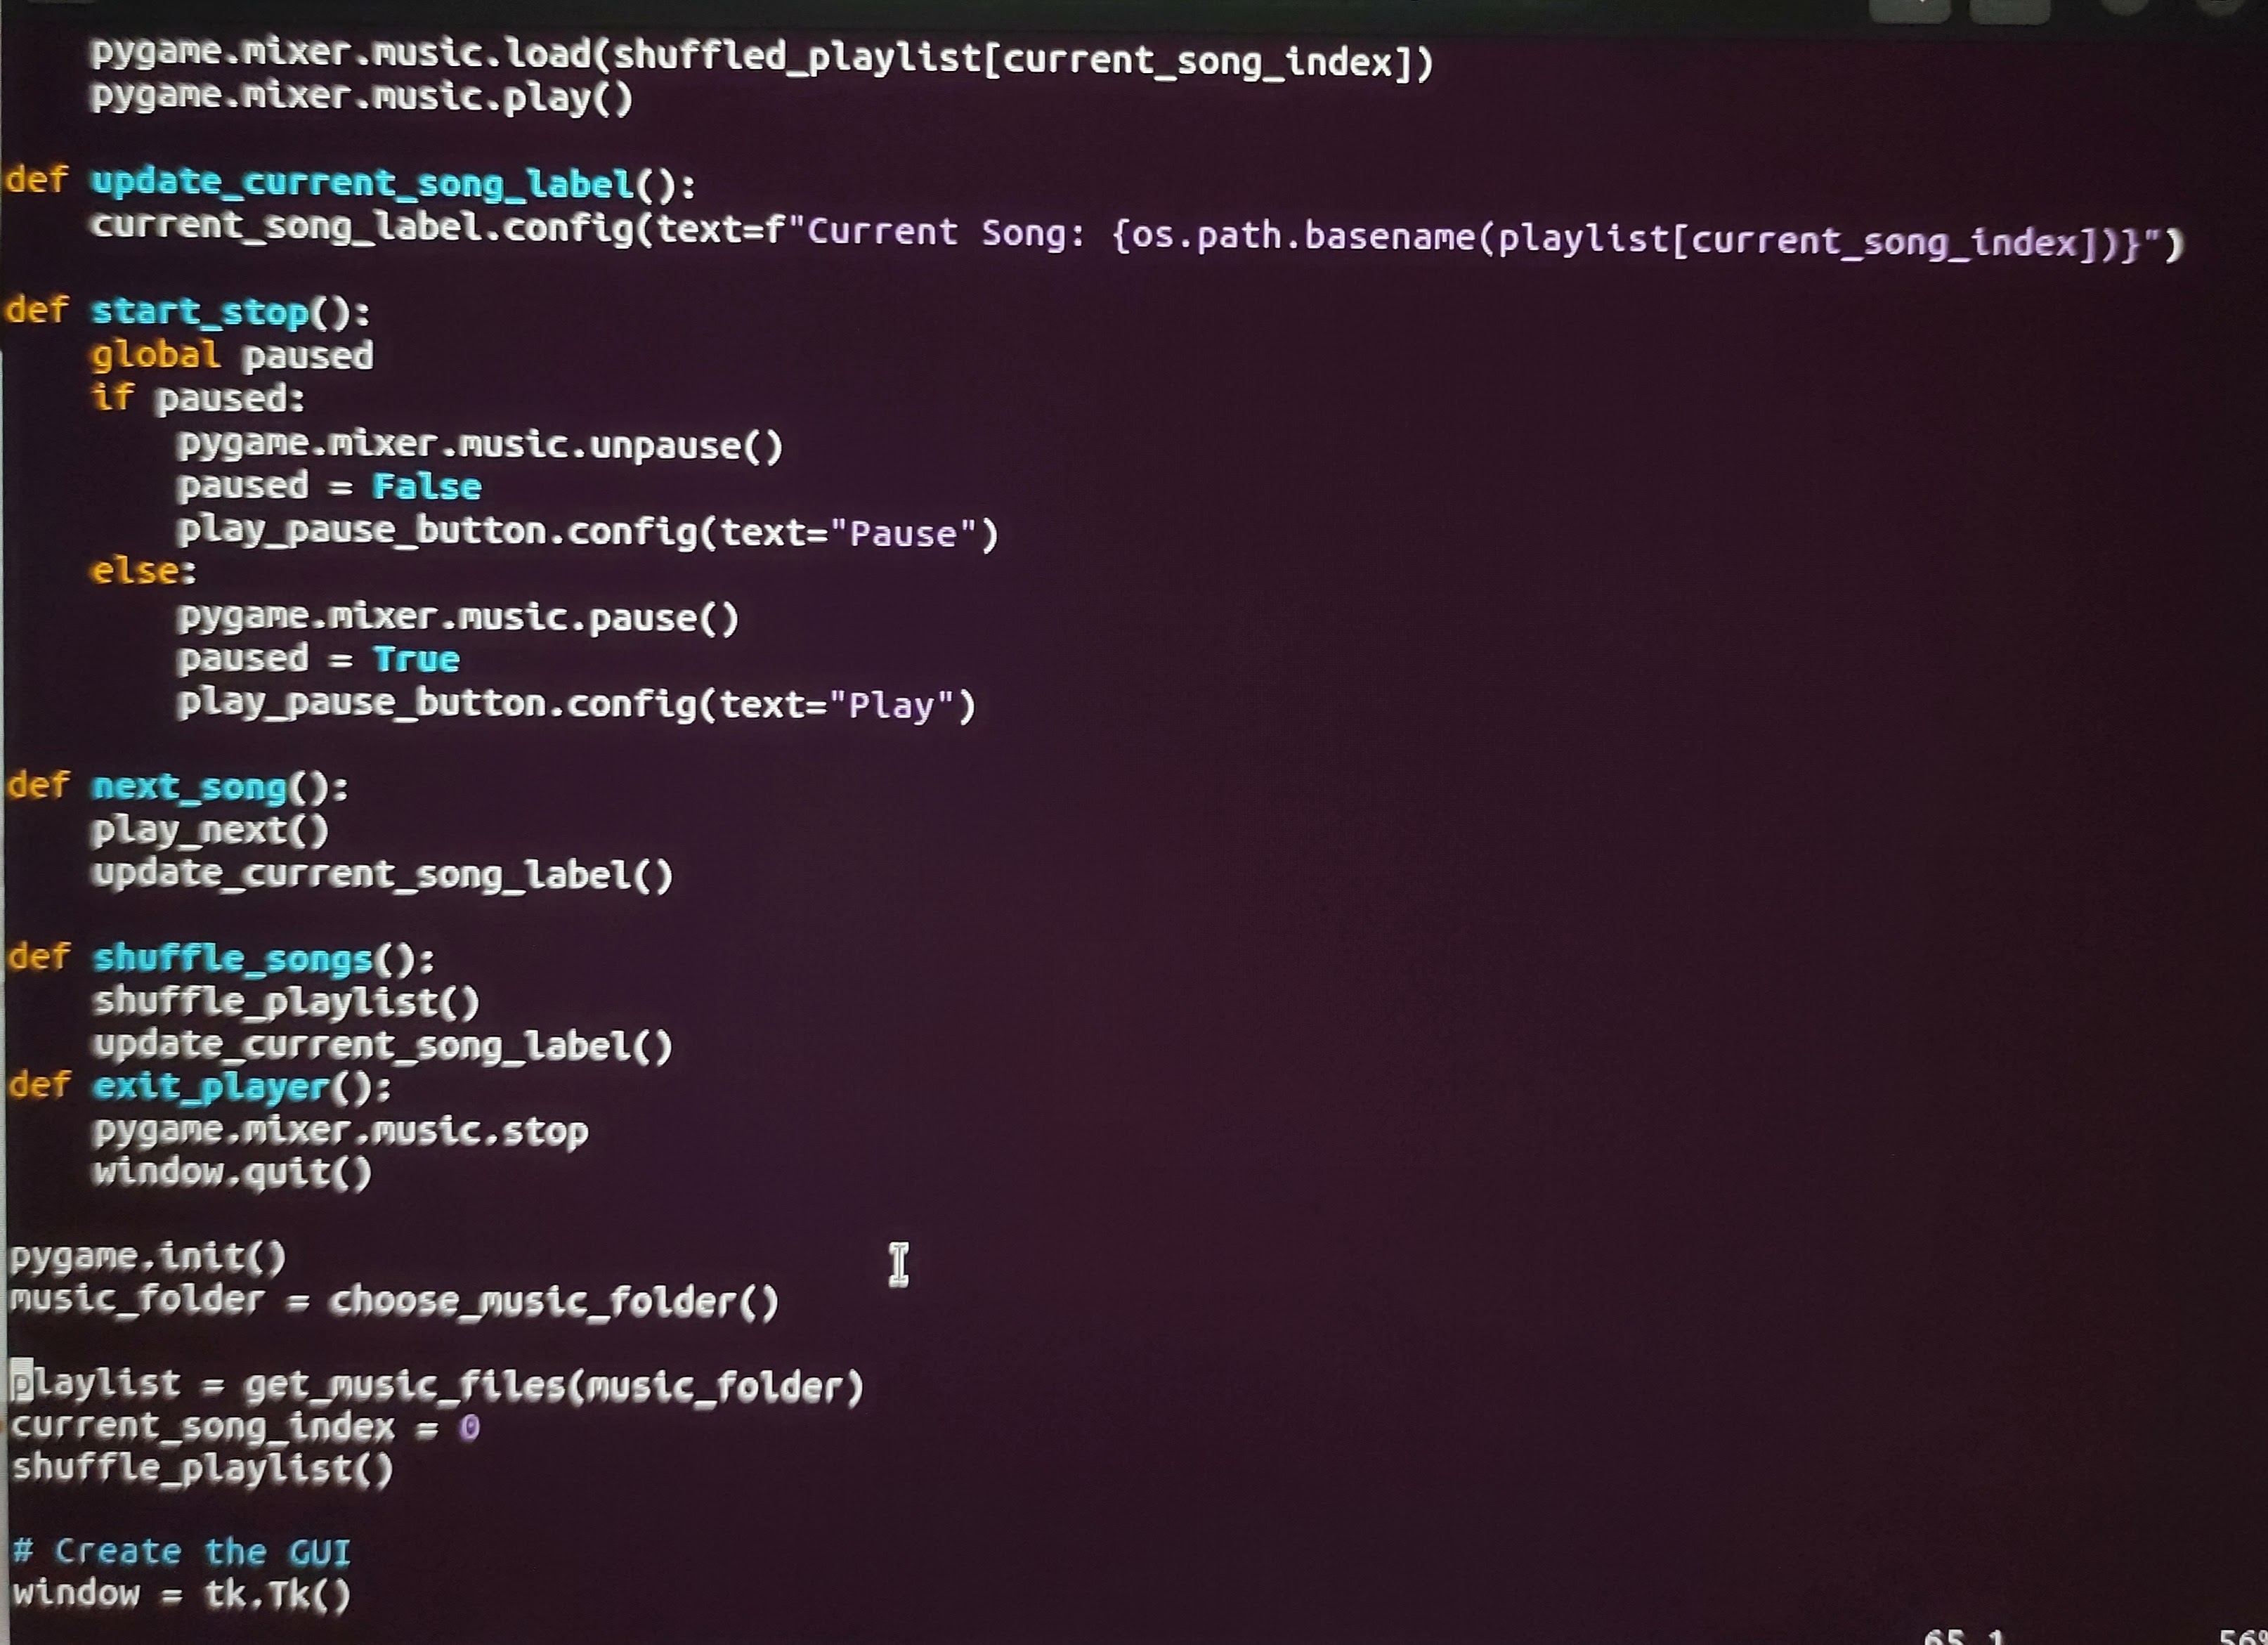 pygame.mixer.music.load(shuffled_playlist[current_song_index])
    pygame.mixer.music.play()

def update_current_song_label():
    current_song_label.config(text=f"Current Song: {os.path.basename(playlist[current_song_index])}")

def start_stop():
    global paused
    if paused:
        pygame.mixer.music.unpause()
        paused = False
        play_pause_button.config(text="Pause")
    else:
        pygame.mixer.music.pause()
        paused = True
        play_pause_button.config(text="Play")

def next_song():
    play_next()
    update_current_song_label()

def shuffle_songs():
    shuffle_playlist()
    update_current_song_label()
def exit_player():
    pygame.mixer.music.stop
    window.quit()

pygame.init()
music_folder = choose_music_folder()

playlist = get_music_files(music_folder)
current_song_index = 0
shuffle_playlist()

# Create the GUI
window = tk.Tk()